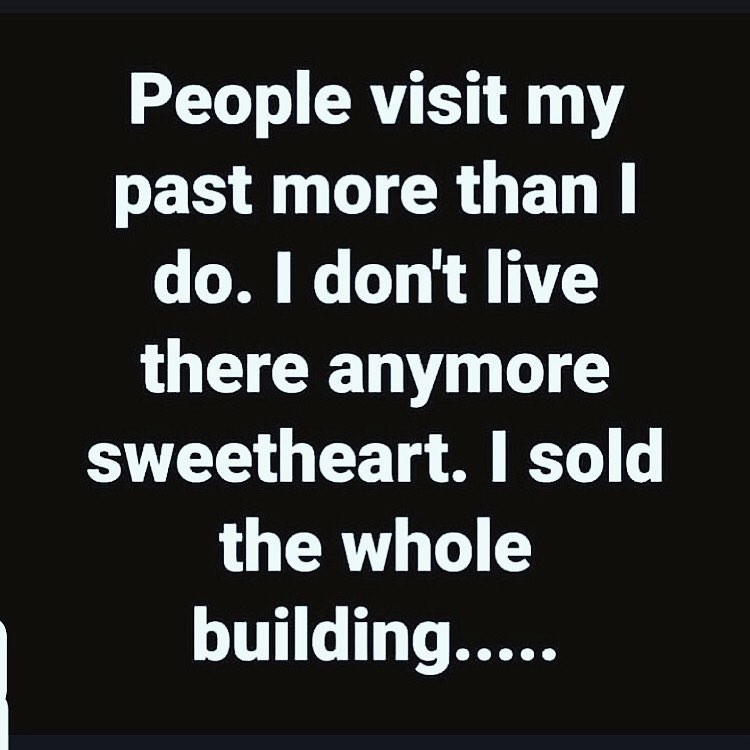 People visit my
past more than I
do. I don't live
there anymore
sweetheart. I sold
the whole
building.....